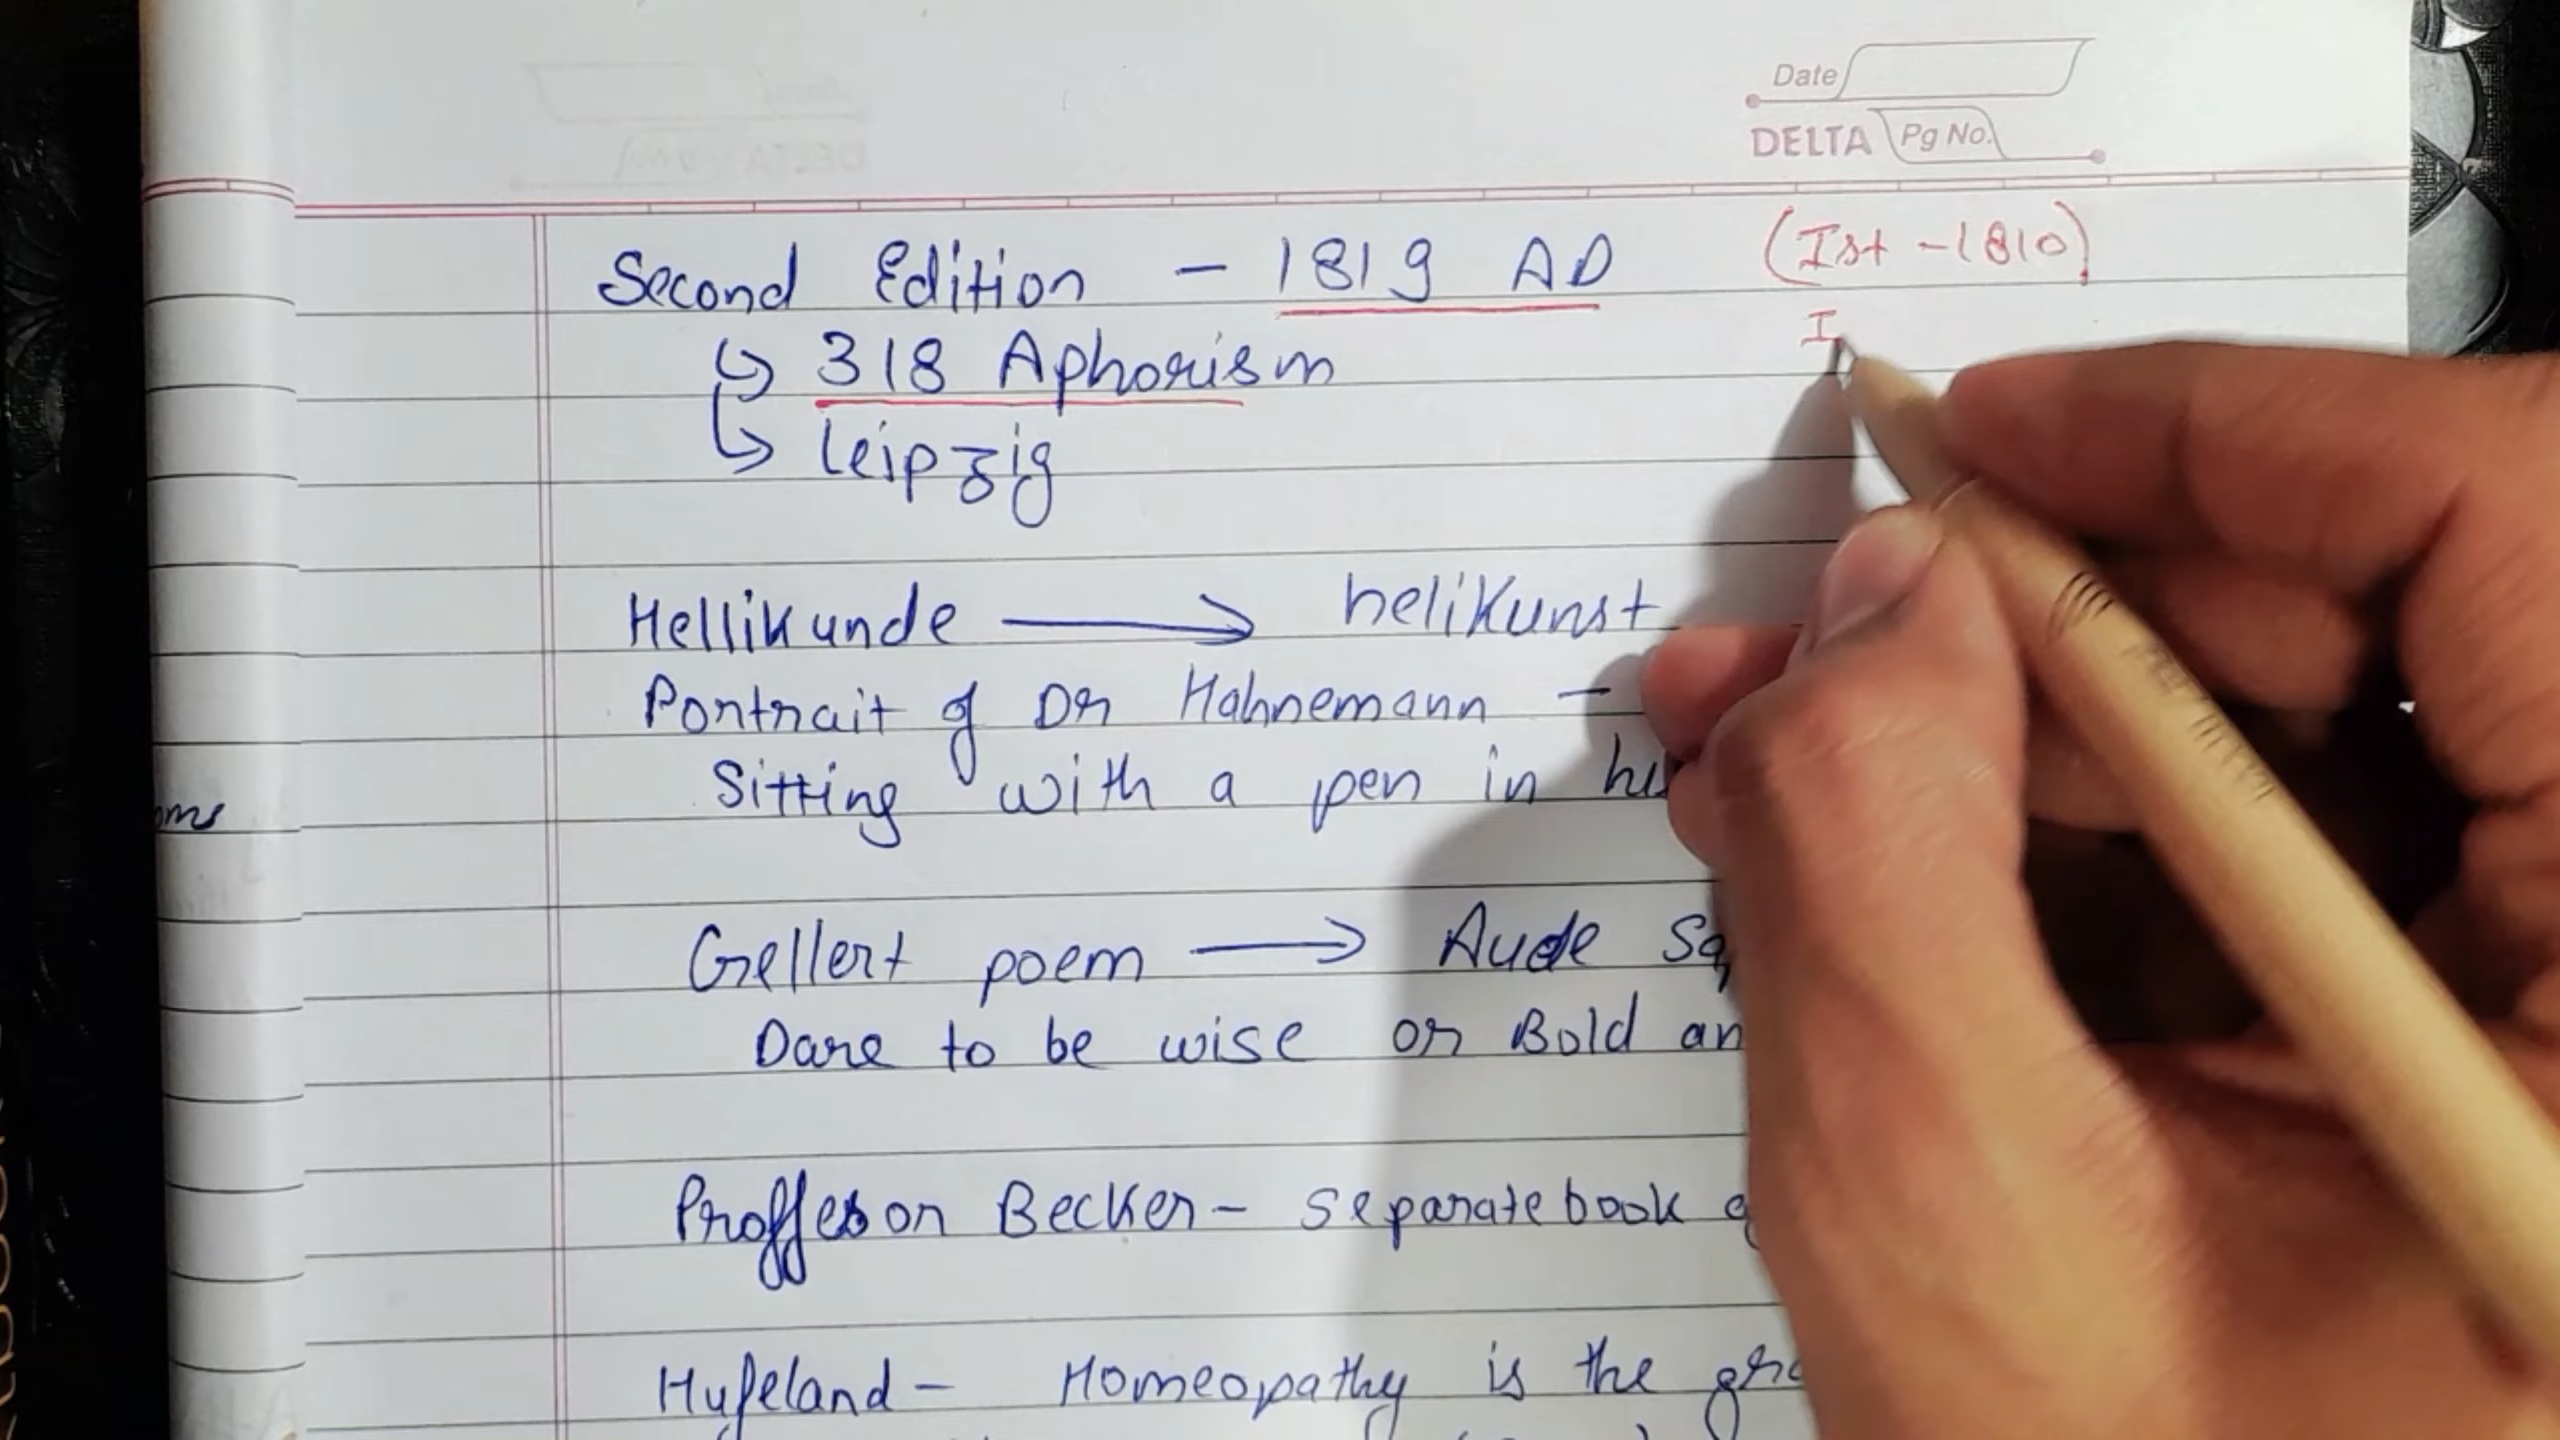 Date
DELTA Pg No.
Second Edition - 1819 AD (Ist - 1810)
I
↳ 318 Aphorism
↳ Leipzig
Hellikunde → helikunst
Portrait of Dr Hahnemann -
Sitting with a pen in
Gellert poem → Aude
Dare to be wise or Bold
Proffesor Becker - separate book
Hufeland - Homeopathy is the